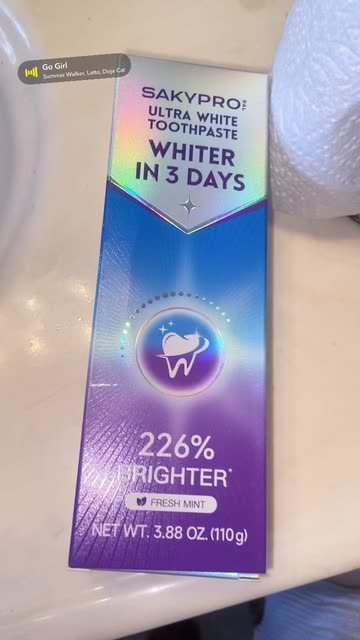 Go Girl
Summer Walker, Latto, Doja Cat
SAKYPRO
ULTRA WHITE
TOOTHPASTE
WHITER
IN 3 DAYS
226%
BRIGHTER*
FRESH MINT
NET WT. 3.88 OZ. (110g)